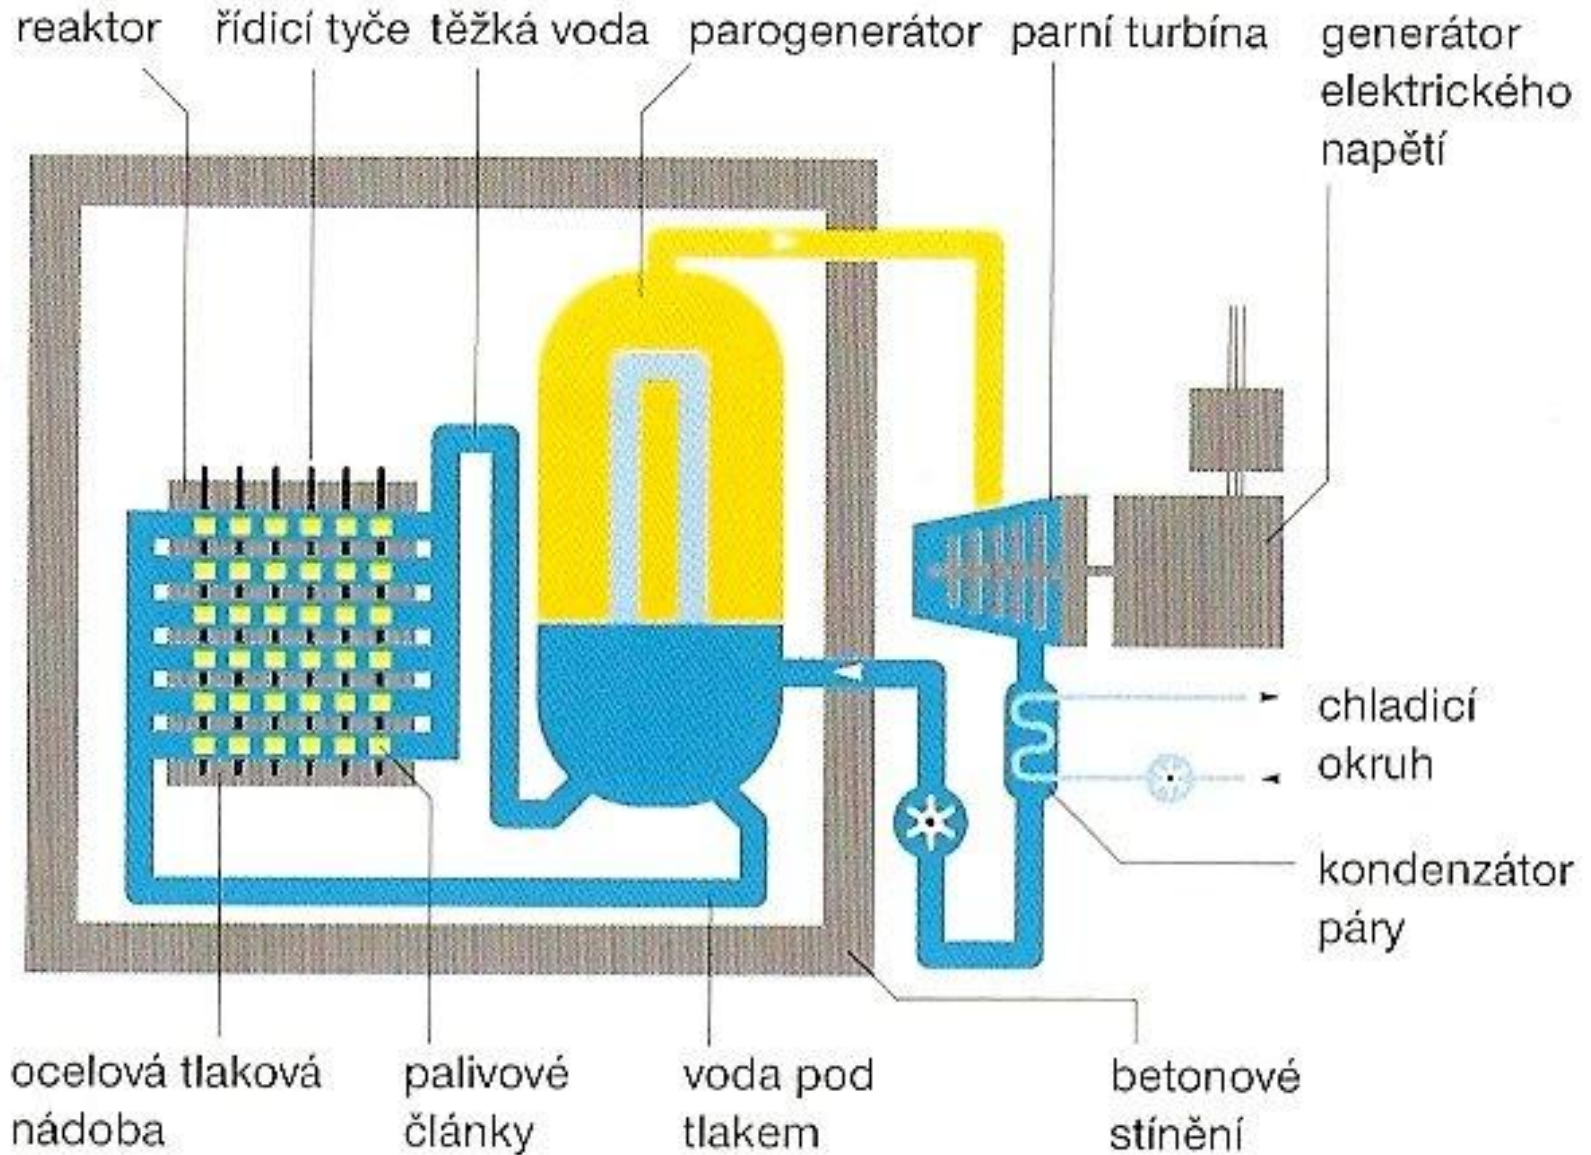 reaktor
řídicí tyče
těžká voda
parogenerátor
parní turbína
generátor
elektrického
napětí
chladicí
okruh
kondenzátor
páry
ocelová tlaková
nádoba
palivové
články
voda pod
tlakem
betonové
stínění